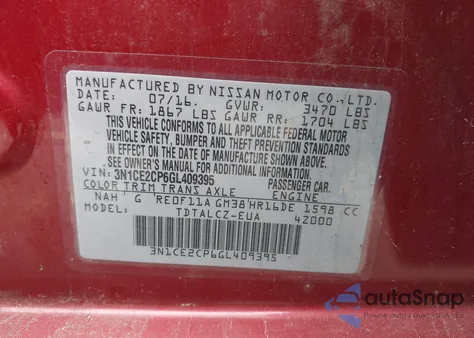 MANUFACTURED BY NISSAN MOTOR CO.,LTD.
DATE: 07/16. GVWR: 3470 LBS
GAWR FR: 1867 LBS GAWR RR: 1704 LBS
THIS VEHICLE CONFORMS TO ALL APPLICABLE FEDERAL MOTOR
VEHICLE SAFETY, BUMPER AND THEFT PREVENTION STANDARDS
IN EFFECT ON THE DATE OF MANUFACTURE SHOWN ABOVE.
SEE OWNER'S MANUAL FOR ADDITIONAL INFORMATION.
VIN: 3N1CE2CP6GL409395 PASSENGER CAR
COLOR TRIM TRANS AXLE ENGINE
NAH G RE0F11A GM38 HR16DE 1598 CC
MODEL: TDTALCZ-EUA 4Z000
3N1CE2CP6GL409395
autoSnap